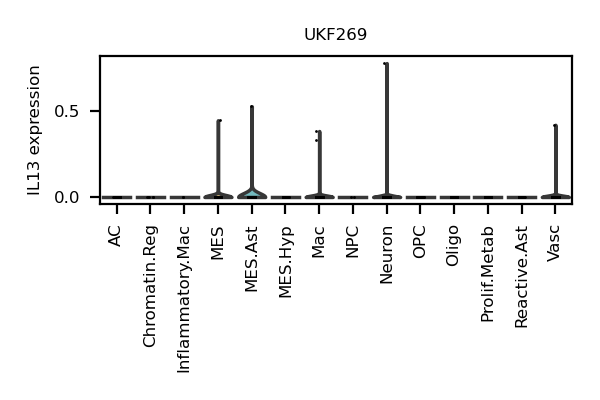 UKF269
IL13 expression
0.5
0.0
AC
Chromatin.Reg
Inflammatory.Mac
MES
MES.Ast
MES.Hyp
Mac
NPC
Neuron
OPC
Oligo
Prolif.Metab
Reactive.Ast
Vasc